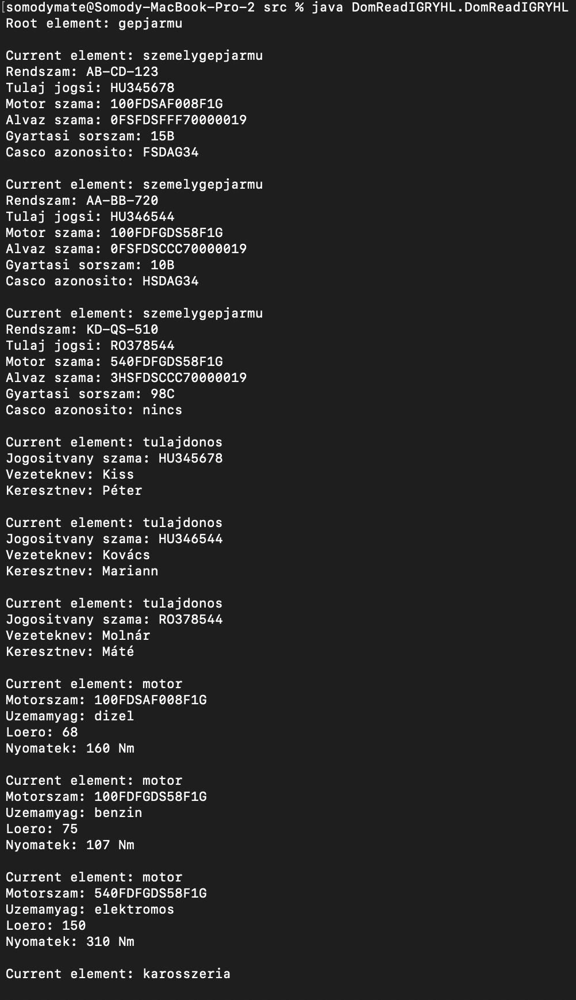 [somodymate@Somody-MacBook-Pro-2 src % java DomReadIGRYHL.DomReadIGRYHL
Root element: gepjarmu
Current element: szemelygepjarmu
Rendszam: AB-CD-123
Tulaj jogsi: HU345678
Motor szama: 100FDSAF008F1G
Alvaz szama: 0FSFDSFFF70000019
Gyartasi sorszam: 15B
Casco azonosito: FSDAG34
Current element: szemelygepjarmu
Rendszam: AA-BB-720
Tulaj jogsi: HU346544
Motor szama: 100FDFGDS58F1G
Alvaz szama: 0FSFDSCCC70000019
Gyartasi sorszam: 10B
Casco azonosito: HSDAG34
Current element: szemelygepjarmu
Rendszam: KD-QS-510
Tulaj jogsi: RO378544
Motor szama: 540FDFGDS58F1G
Alvaz szama: 3HSFDSCCC70000019
Gyartasi sorszam: 98C
Casco azonosito: nincs
Current element: tulajdonos
Jogositvany szama: HU345678
Vezeteknev: Kiss
Keresztnev: Péter
Current element: tulajdonos
Jogositvany szama: HU346544
Vezeteknev: Kovács
Keresztnev: Mariann
Current element: tulajdonos
Jogositvany szama: RO378544
Vezeteknev: Molnár
Keresztnev: Máté
Current element: motor
Motorszam: 100FDSAF008F1G
Uzemamyag: dizel
Loero: 68
Nyomatek: 160 Nm
Current element: motor
Motorszam: 100FDFGDS58F1G
Uzemamyag: benzin
Loero: 75
Nyomatek: 107 Nm
Current element: motor
Motorszam: 540FDFGDS58F1G
Uzemamyag: elektromos
Loero: 150
Nyomatek: 310 Nm
Current element: karosszeria